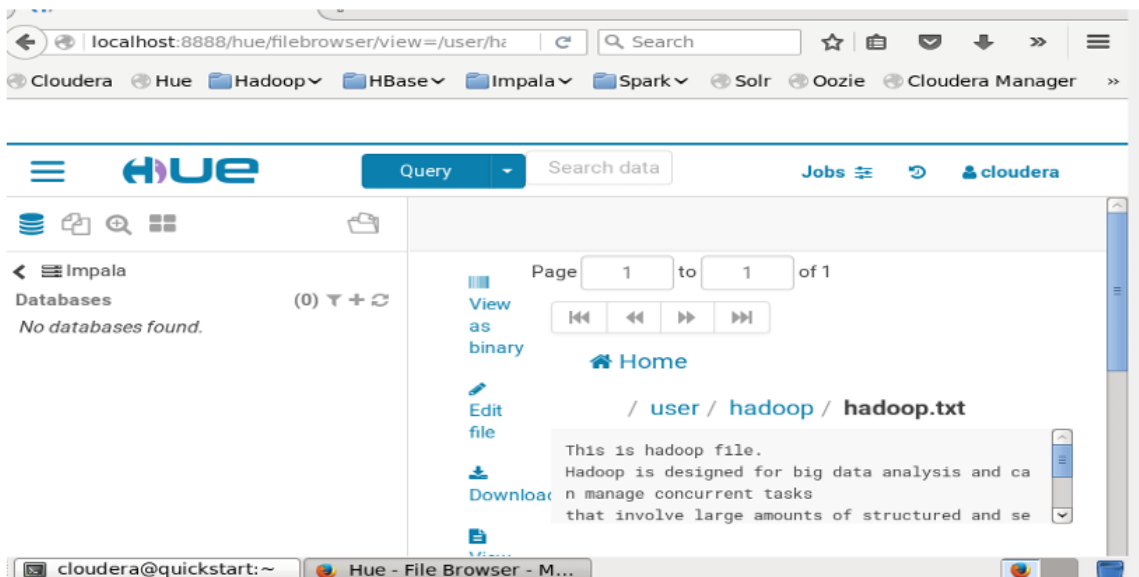 localhost:8888/hue/filebrowser/view=/user/ha
Search
Cloudera Hue Hadoop HBase Impala Spark Solr Oozie Cloudera Manager »
HUE Query Search data Jobs cloudera
Impala
Databases (0)
No databases found.
Page 1 to 1 of 1
View
as
binary
Home
Edit
file
/ user / hadoop / hadoop.txt
This is hadoop file.
Hadoop is designed for big data analysis and ca
n manage concurrent tasks
that involve large amounts of structured and se
Download
View
cloudera@quickstart:~ Hue - File Browser - M...